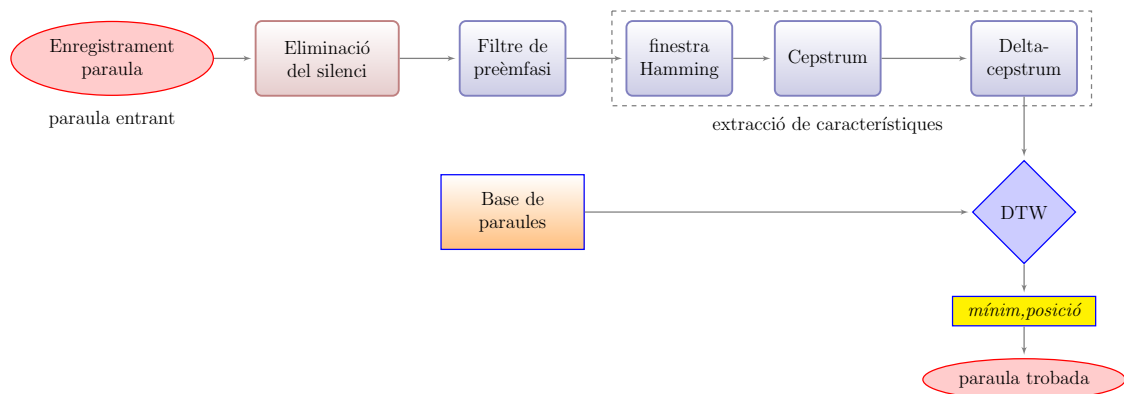 Enregistrament
paraula
paraula entrant
Eliminació
del silenci
Filtre de
preèmfasi
finestra
Hamming
Cepstrum
Delta-
cepstrum
extracció de característiques
Base de
paraules
DTW
mínim,posició
paraula trobada